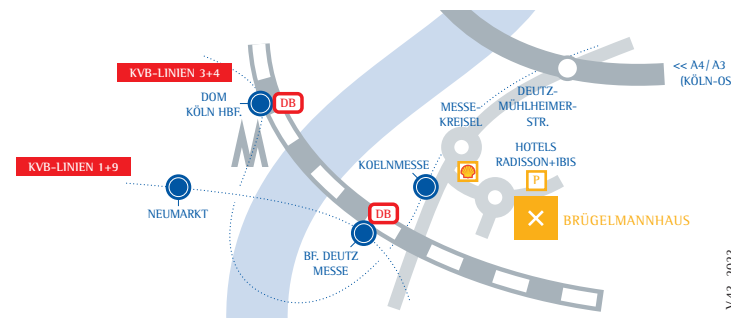 KVB-LINIEN 3+4
DOM
KÖLN HBF.
DB
KVB-LINIEN 1+9
NEUMARKT
BF. DEUTZ
MESSE
DB
KOELNMESSE
MESSE-
KREISEL
DEUTZ-
MÜHLHEIMER-
STR.
<< A4/A3
(KÖLN-OS
HOTELS
RADISSON+IBIS
P
BRÜGELMANNHAUS